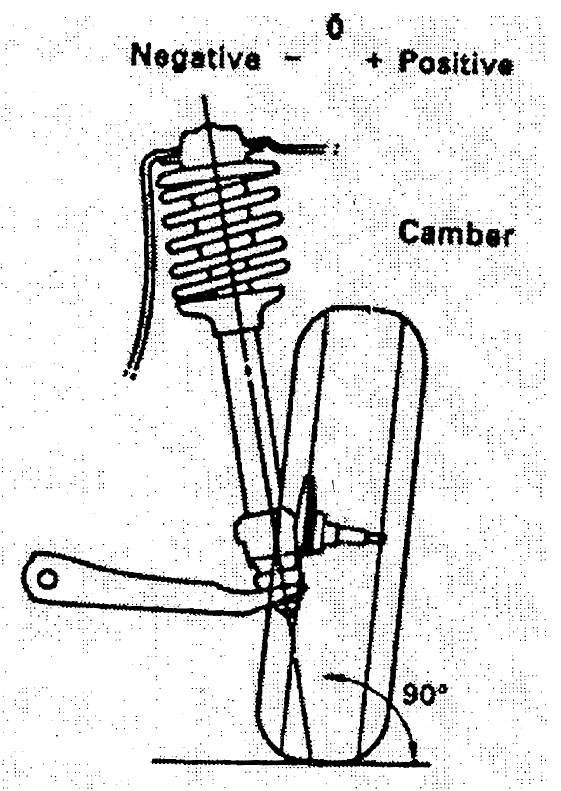 0
Negative – + Positive
Camber
90°